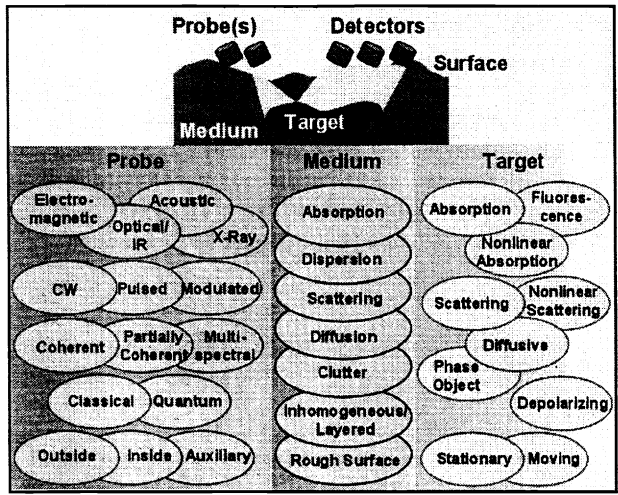 Probe(s)
Detectors
Surface
Medium
Target
Probe
Electro-
magnetic
Acoustic
Optical/
IR
X-Ray
CW
Pulsed
Modulated
Coherent
Partially
Coherent
Multi-
spectral
Classical
Quantum
Outside
Inside
Auxiliary
Medium
Absorption
Dispersion
Scattering
Diffusion
Clutter
Inhomogeneous/
Layered
Rough Surface
Target
Absorption
Fluores-
cence
Nonlinear
Absorption
Scattering
Nonlinear
Scattering
Diffusive
Phase
Object
Depolarizing
Stationary
Moving